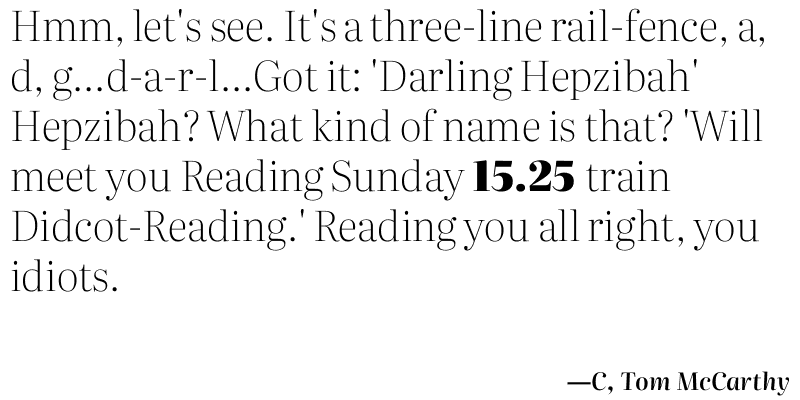 Hmm, let's see. It's a three-line rail-fence, a,
d, g...d-a-r-l...Got it: 'Darling Hepzibah'
Hepzibah? What kind of name is that? 'Will
meet you Reading Sunday 15.25 train
Didcot-Reading.' Reading you all right, you
idiots.
—C, Tom McCarthy